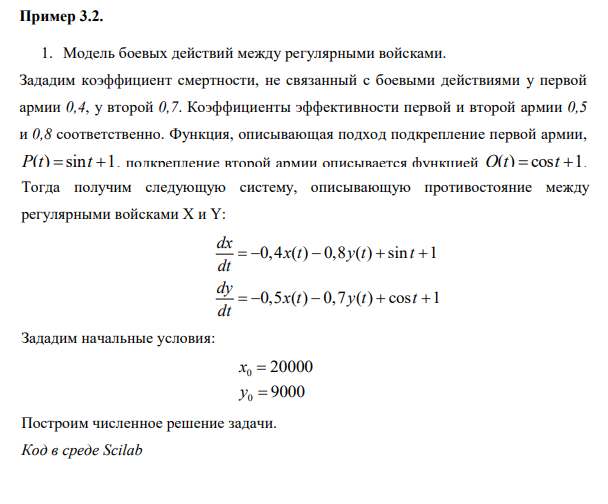 Пример 3.2.
1. Модель боевых действий между регулярными войсками.
Зададим коэффициент смертности, не связанный с боевыми действиями у первой
армии 0,4, у второй 0,7. Коэффициенты эффективности первой и второй армии 0,5
и 0,8 соответственно. Функция, описывающая подход подкрепление первой армии,
P(t) = sin t + 1, подкрепление второй армии описывается функцией Q(t) = cos t + 1.
Тогда получим следующую систему, описывающую противостояние между
регулярными войсками X и Y:
dx/dt = −0,4x(t) − 0,8y(t) + sin t + 1
dy/dt = −0,5x(t) − 0,7y(t) + cos t + 1
Зададим начальные условия:
x₀ = 20000
y₀ = 9000
Построим численное решение задачи.
Код в среде Scilab